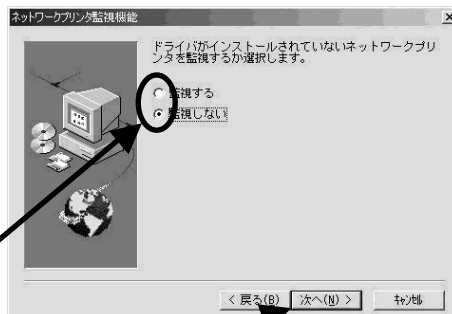 ネットワークプリンタ監視機能
ドライバがインストールされていないネットワークプリ
ンタを監視するか選択します。
監視する
監視しない
< 戻る(B)
次へ(N) >
キャンセル